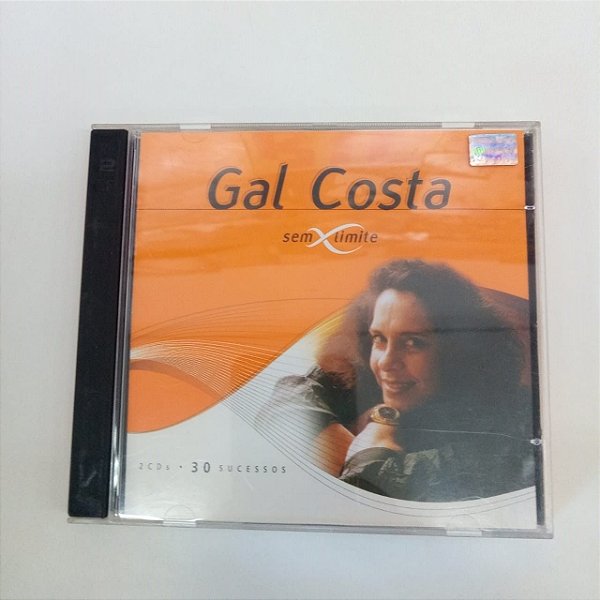 Gal Costa
sem limite
2CDs · 30 SUCESSOS